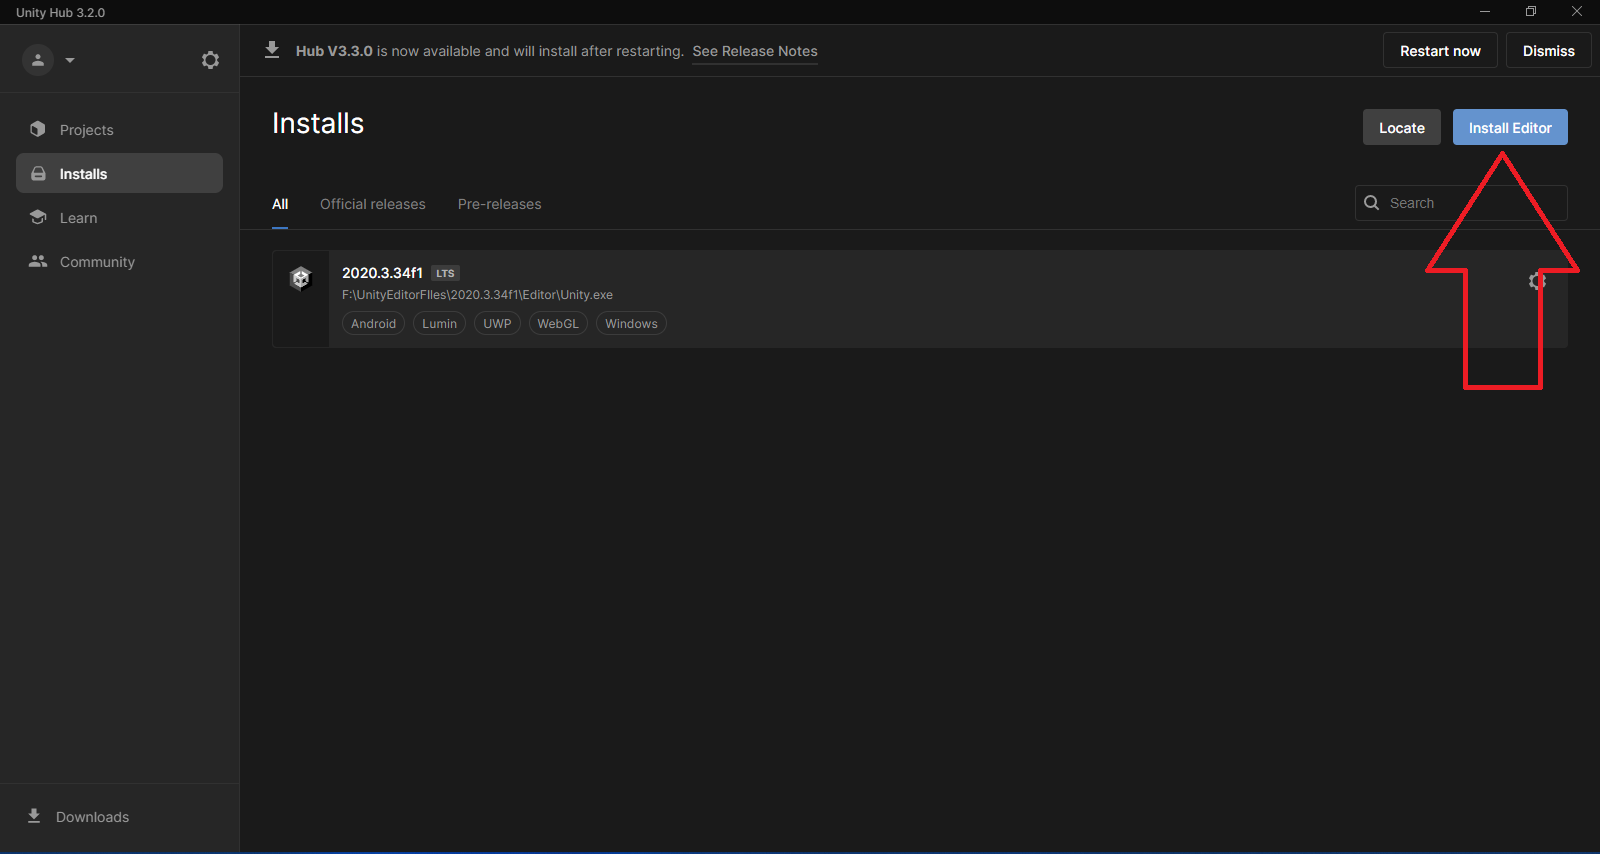 Unity Hub 3.2.0
Hub V3.3.0 is now available and will install after restarting. See Release Notes
Restart now
Dismiss
Projects
Installs
Learn
Community
Downloads
Installs
Locate
Install Editor
All
Official releases
Pre-releases
Search
2020.3.34f1 LTS
F:\UnityEditorFIles\2020.3.34f1\Editor\Unity.exe
Android
Lumin
UWP
WebGL
Windows